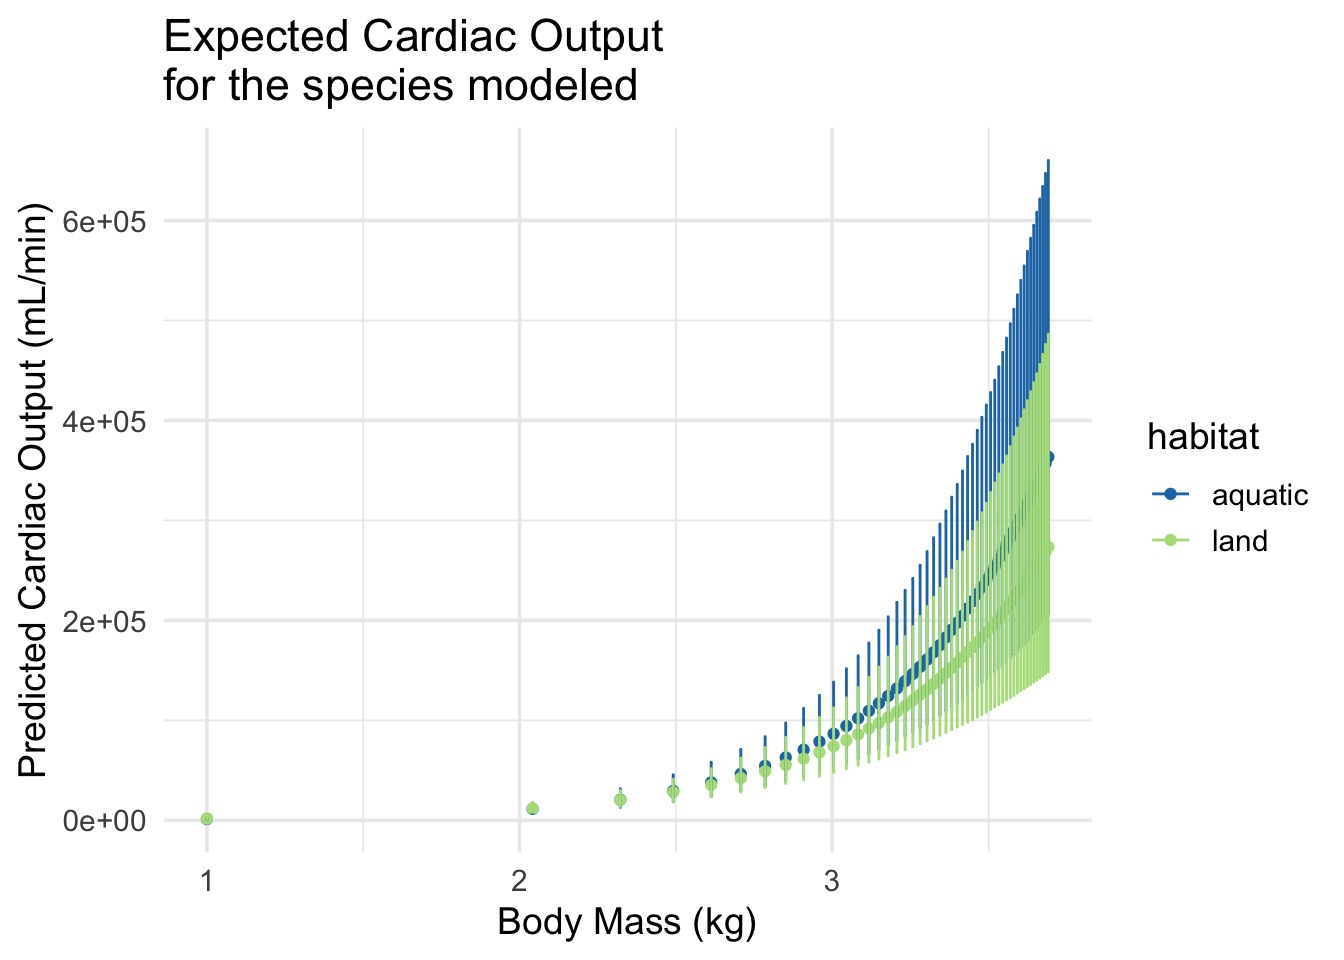 Expected Cardiac Output
for the species modeled
Predicted Cardiac Output (mL/min)
6e+05
4e+05
2e+05
0e+00
1
2
3
Body Mass (kg)
habitat
aquatic
land